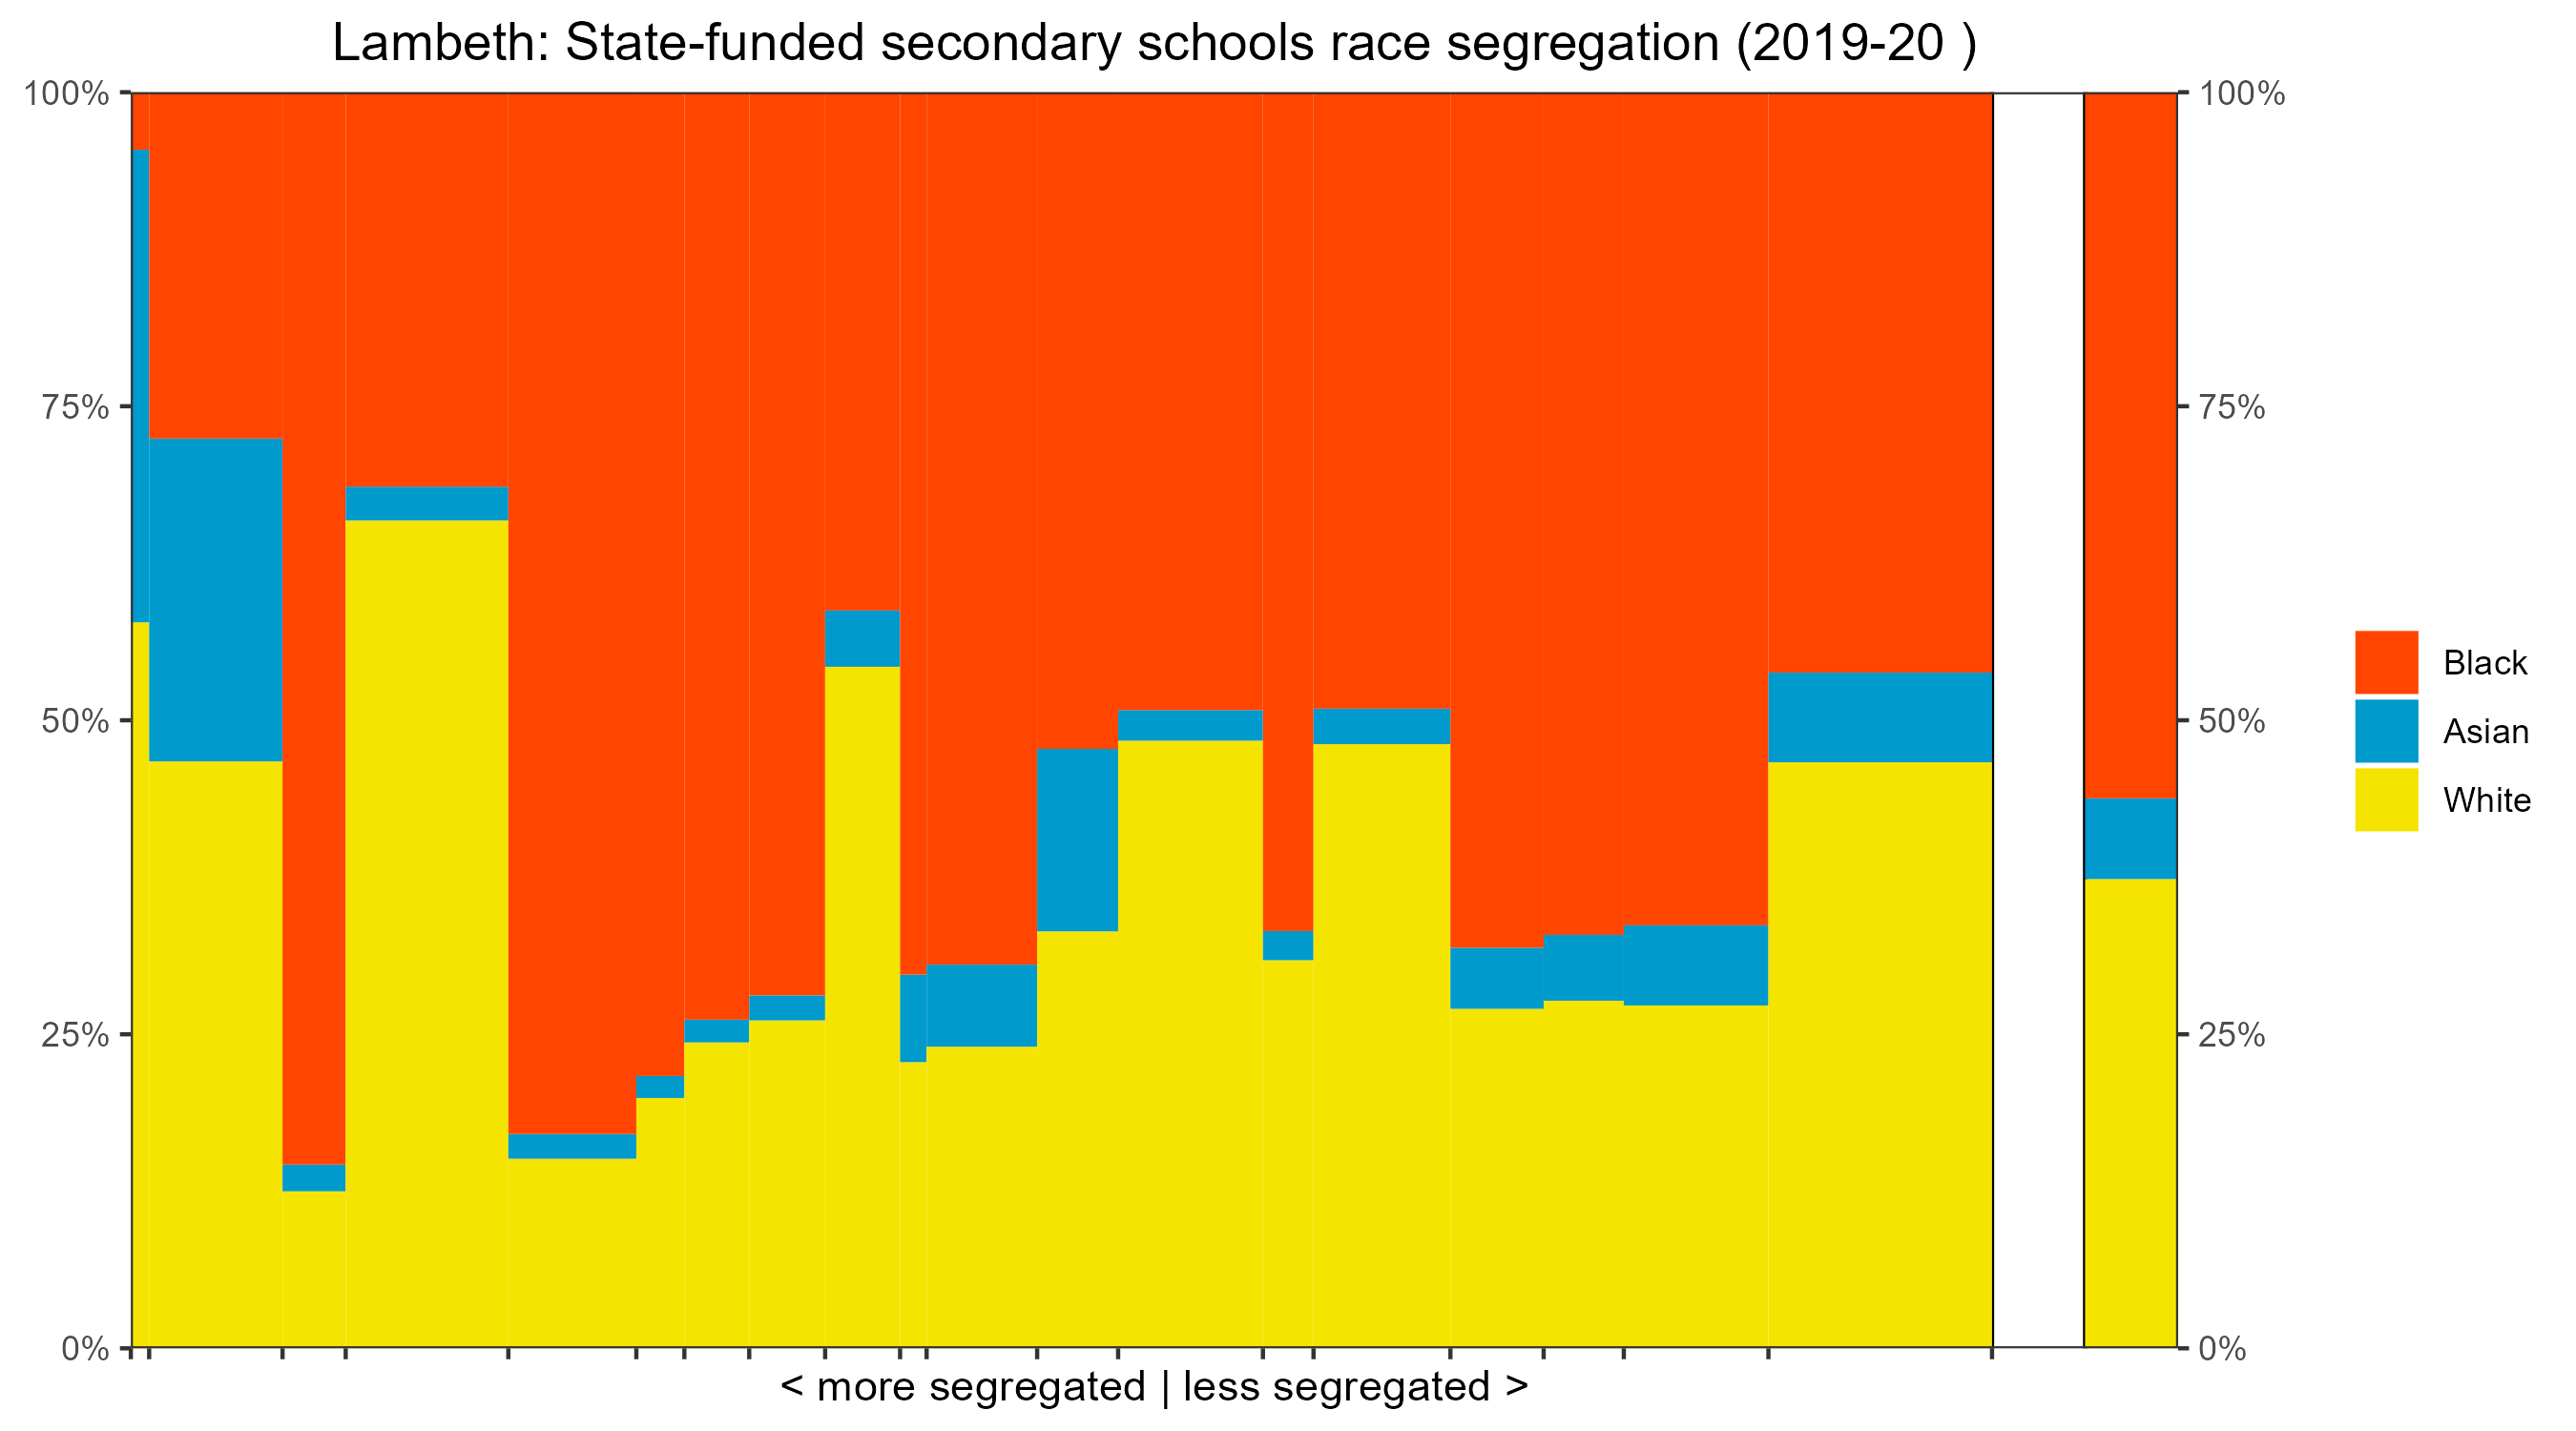 Lambeth: State-funded secondary schools race segregation (2019-20 )
100%
75%
50%
25%
0%
100%
75%
50%
25%
0%
< more segregated | less segregated >
Black
Asian
White